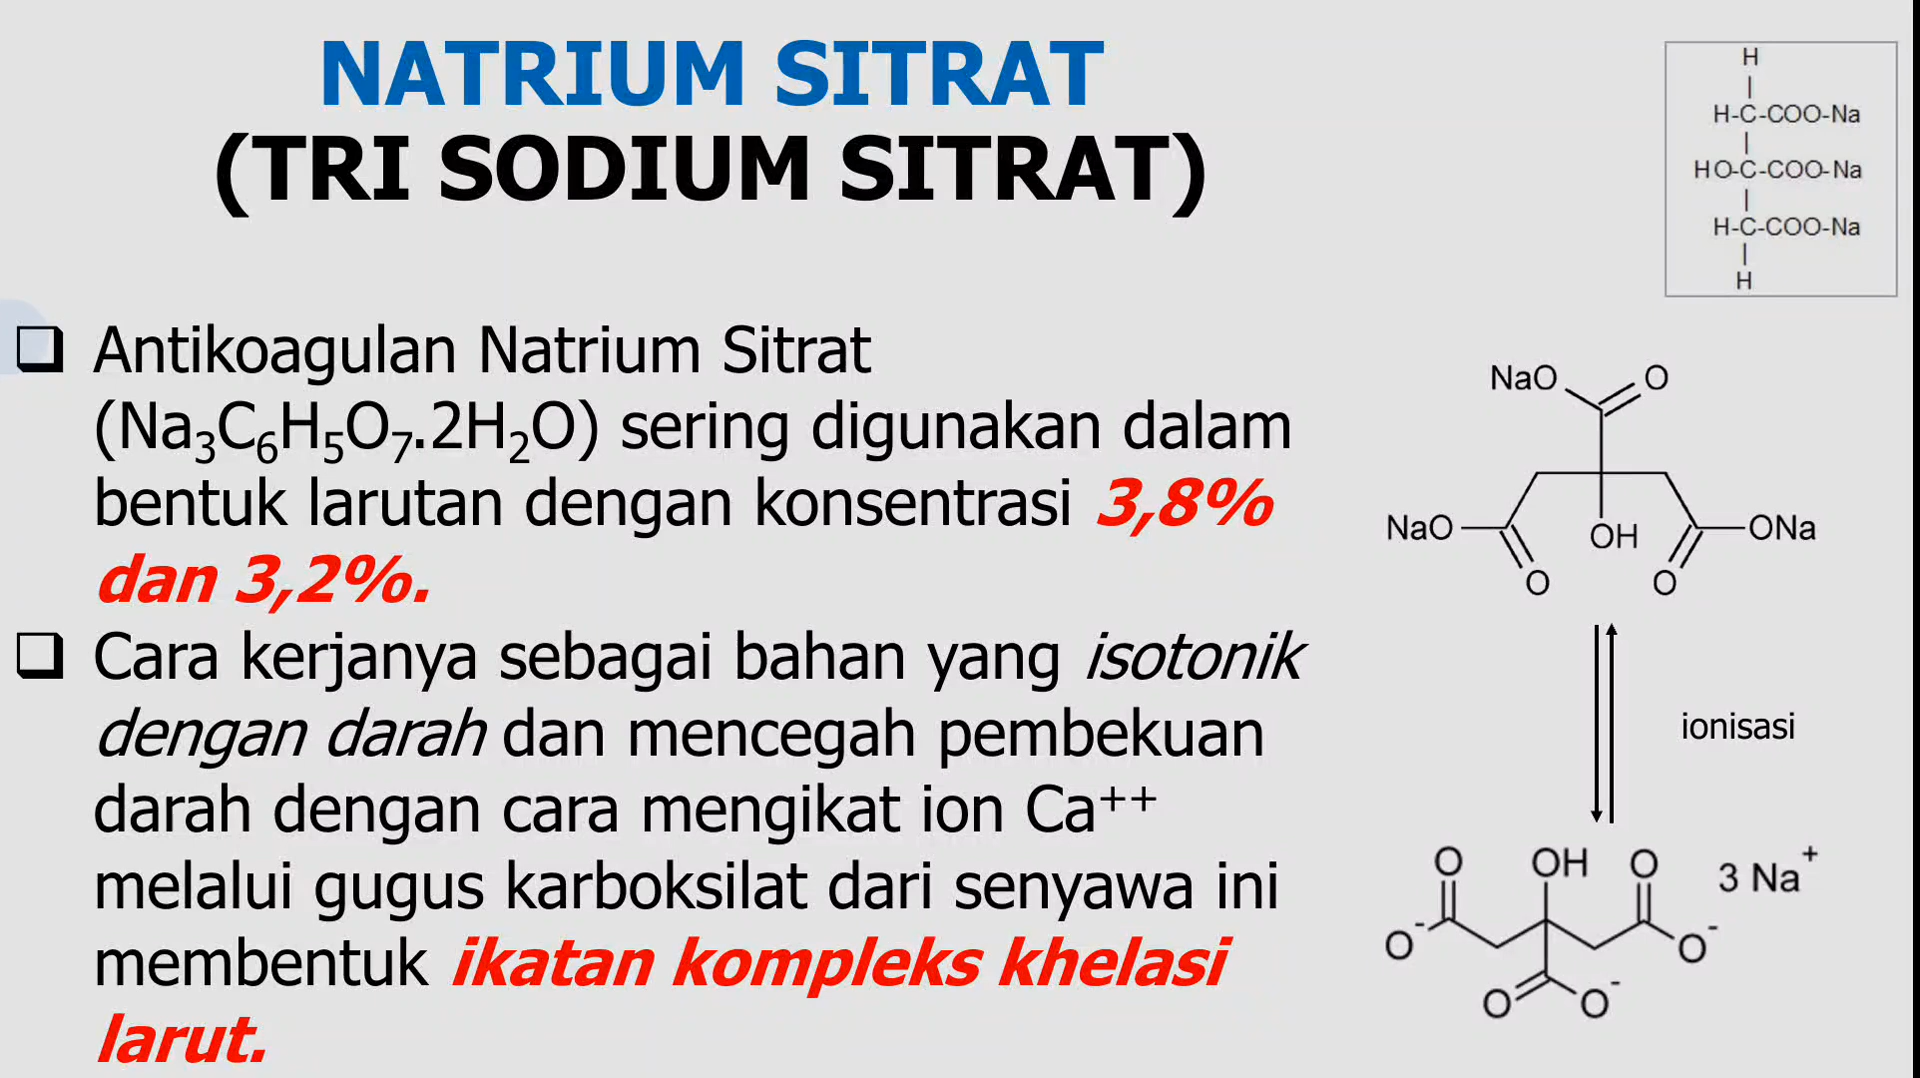 NATRIUM SITRAT
(TRI SODIUM SITRAT)
H
H-C-COO-Na
HO-C-COO-Na
H-C-COO-Na
H
❑ Antikoagulan Natrium Sitrat
(Na₃C₆H₅O₇.2H₂O) sering digunakan dalam
bentuk larutan dengan konsentrasi 3,8%
dan 3,2%.
❑ Cara kerjanya sebagai bahan yang isotonik
dengan darah dan mencegah pembekuan
darah dengan cara mengikat ion Ca⁺⁺
melalui gugus karboksilat dari senyawa ini
membentuk ikatan kompleks khelasi
larut.
NaO O
NaO OH ONa
O O
ionisasi
O OH O 3 Na⁺
O⁻ O⁻
O O⁻